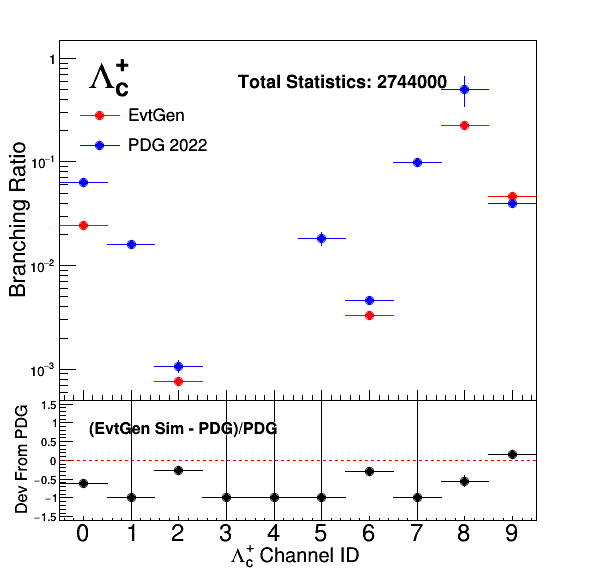 1
Λc+
Total Statistics: 2744000
EvtGen
PDG 2022
10−1
10−2
10−3
Branching Ratio
1.5
1
0.5
0
−0.5
−1
−1.5
(EvtGen Sim - PDG)/PDG
Dev From PDG
0 1 2 3 4 5 6 7 8 9
Λc+ Channel ID